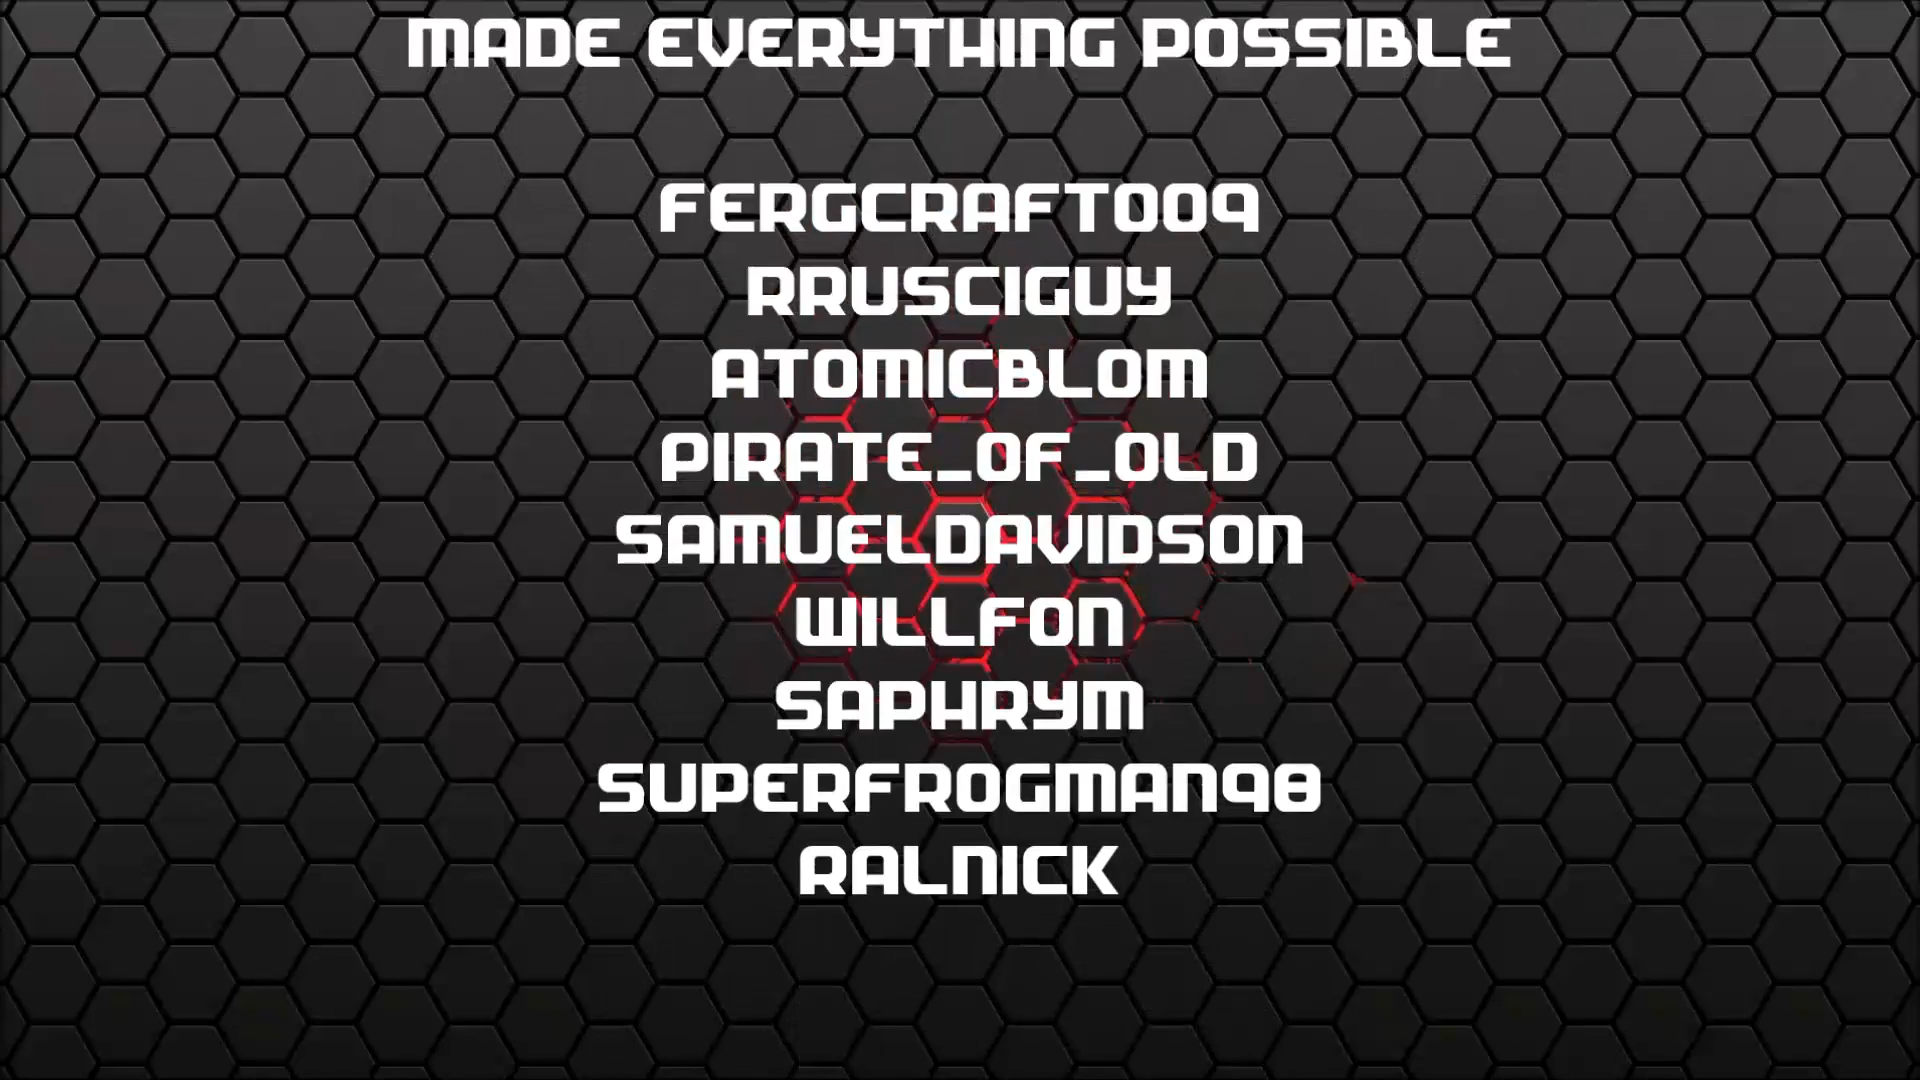 MADE EVERYTHING POSSIBLE
FERGCRAFT009
RRUSCIGUY
ATOMICBLOM
PIRATE_OF_OLD
SAMUELDAVIDSON
WILLFON
SAPHRYM
SUPERFROGMAN98
RALNICK